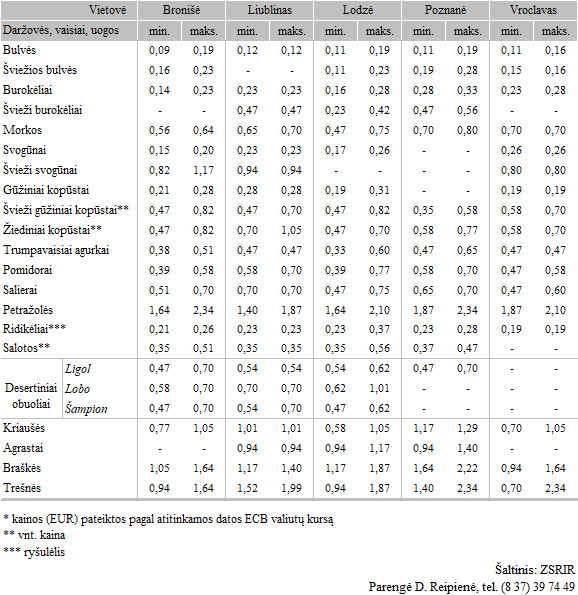 Vietovė Bronišė Liublinas Lodzė Poznanė Vroclavas
Daržovės, vaisiai, uogos min. maks. min. maks. min. maks. min. maks. min. maks.
Bulvės 0,09 0,19 0,12 0,12 0,11 0,19 0,11 0,19 0,11 0,16
Šviežios bulvės 0,16 0,23 - - 0,11 0,23 0,19 0,28 0,15 0,16
Burokėliai 0,14 0,23 0,23 0,23 0,16 0,28 0,28 0,33 0,23 0,28
Švieži burokėliai - - 0,47 0,47 0,23 0,42 0,47 0,56 - -
Morkos 0,56 0,64 0,65 0,70 0,47 0,75 0,70 0,80 0,70 0,70
Svogūnai 0,15 0,20 0,23 0,23 0,17 0,26 - - 0,26 0,26
Švieži svogūnai 0,82 1,17 0,94 0,94 - - - - 0,80 0,80
Gūžiniai kopūstai 0,21 0,28 0,28 0,28 0,19 0,31 - - 0,19 0,19
Švieži gūžiniai kopūstai** 0,47 0,82 0,47 0,70 0,47 0,82 0,35 0,58 0,58 0,70
Žiediniai kopūstai** 0,47 0,82 0,70 1,05 0,47 0,70 0,58 0,77 0,58 0,70
Trumpavaisiai agurkai 0,38 0,51 0,47 0,47 0,33 0,60 0,47 0,65 0,47 0,47
Pomidorai 0,39 0,58 0,58 0,70 0,39 0,77 0,58 0,70 0,47 0,58
Salierai 0,51 0,70 0,70 0,70 0,47 0,75 0,65 0,70 0,47 0,60
Petražolės 1,64 2,34 1,40 1,87 1,64 2,10 1,87 2,34 1,87 2,10
Ridikėliai*** 0,21 0,26 0,23 0,23 0,23 0,37 0,23 0,28 0,19 0,19
Salotos** 0,35 0,51 0,35 0,35 0,35 0,56 0,37 0,47 - -
Desertiniai obuoliai Ligol 0,47 0,70 0,54 0,54 0,54 0,62 0,47 0,70 - -
Lobo 0,58 0,70 0,70 0,70 0,62 1,01 - - - -
Šampion 0,47 0,70 0,54 0,70 0,47 0,62 - - - -
Kriaušės 0,77 1,05 1,01 1,01 0,58 1,05 1,17 1,29 0,70 1,05
Agrastai - - 0,94 0,94 0,94 1,17 0,94 1,40 - -
Braškės 1,05 1,64 1,17 1,40 1,17 1,87 1,64 2,22 0,94 1,64
Trešnės 0,94 1,64 1,52 1,99 0,94 1,87 1,40 2,34 0,70 2,34
* kainos (EUR) pateiktos pagal atitinkamos datos ECB valiutų kursą
** vnt. kaina
*** ryšulėlis
Šaltinis: ZSRIR
Parengė D. Reipienė, tel. (8 37) 39 74 49